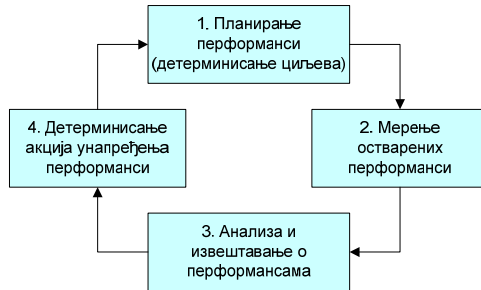 1. Планирање
перформанси
(детерминисање циљева)
2. Мерење
остварених
перформанси
3. Анализа и
извештавање о
перформансама
4. Детерминисање
акција унапређења
перформанси